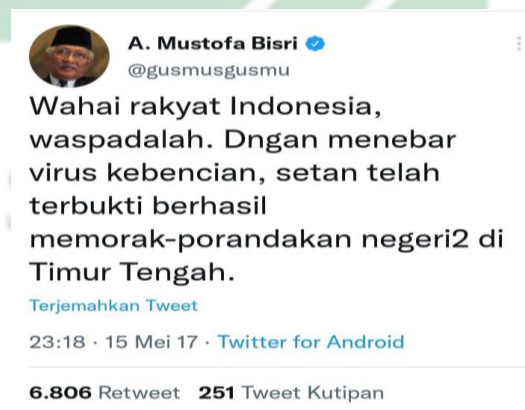 A. Mustofa Bisri
@gusmusgusmu
Wahai rakyat Indonesia,
waspadalah. Dngan menebar
virus kebencian, setan telah
terbukti berhasil
memorak-porandakan negeri2 di
Timur Tengah.
Terjemahkan Tweet
23:18 · 15 Mei 17 · Twitter for Android
6.806 Retweet 251 Tweet Kutipan